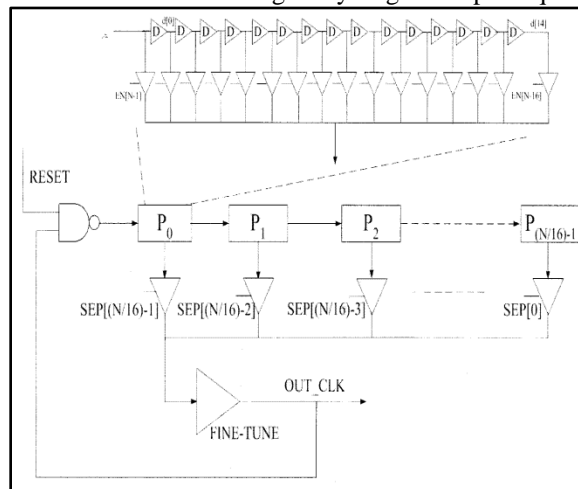 d[0] d[14]
D D D D D D D D D D D D D D D
EN[N-1] EN[N-16]
RESET
P0 P1 P2 P(N/16)-1
SEP[(N/16)-1] SEP[(N/16)-2] SEP[(N/16)-3] SEP[0]
OUT_CLK
FINE-TUNE